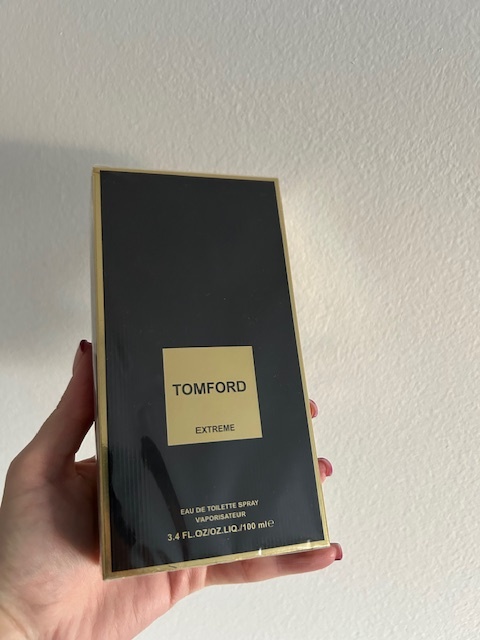 TOMFORD
EXTREME
EAU DE TOILETTE SPRAY
VAPORISATEUR
3.4 FL.OZ/OZ.LIQ./100 ml℮